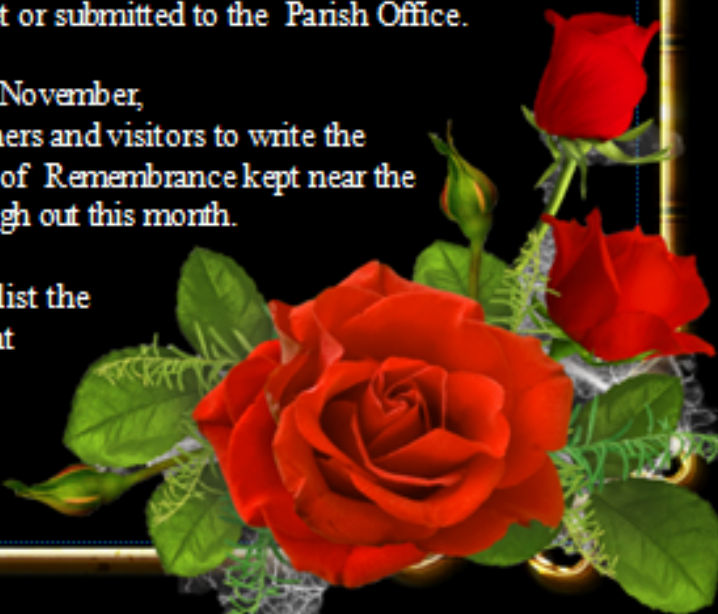 t or submitted to the Parish Office.
November,
ners and visitors to write the
of Remembrance kept near the
gh out this month.
list the
t